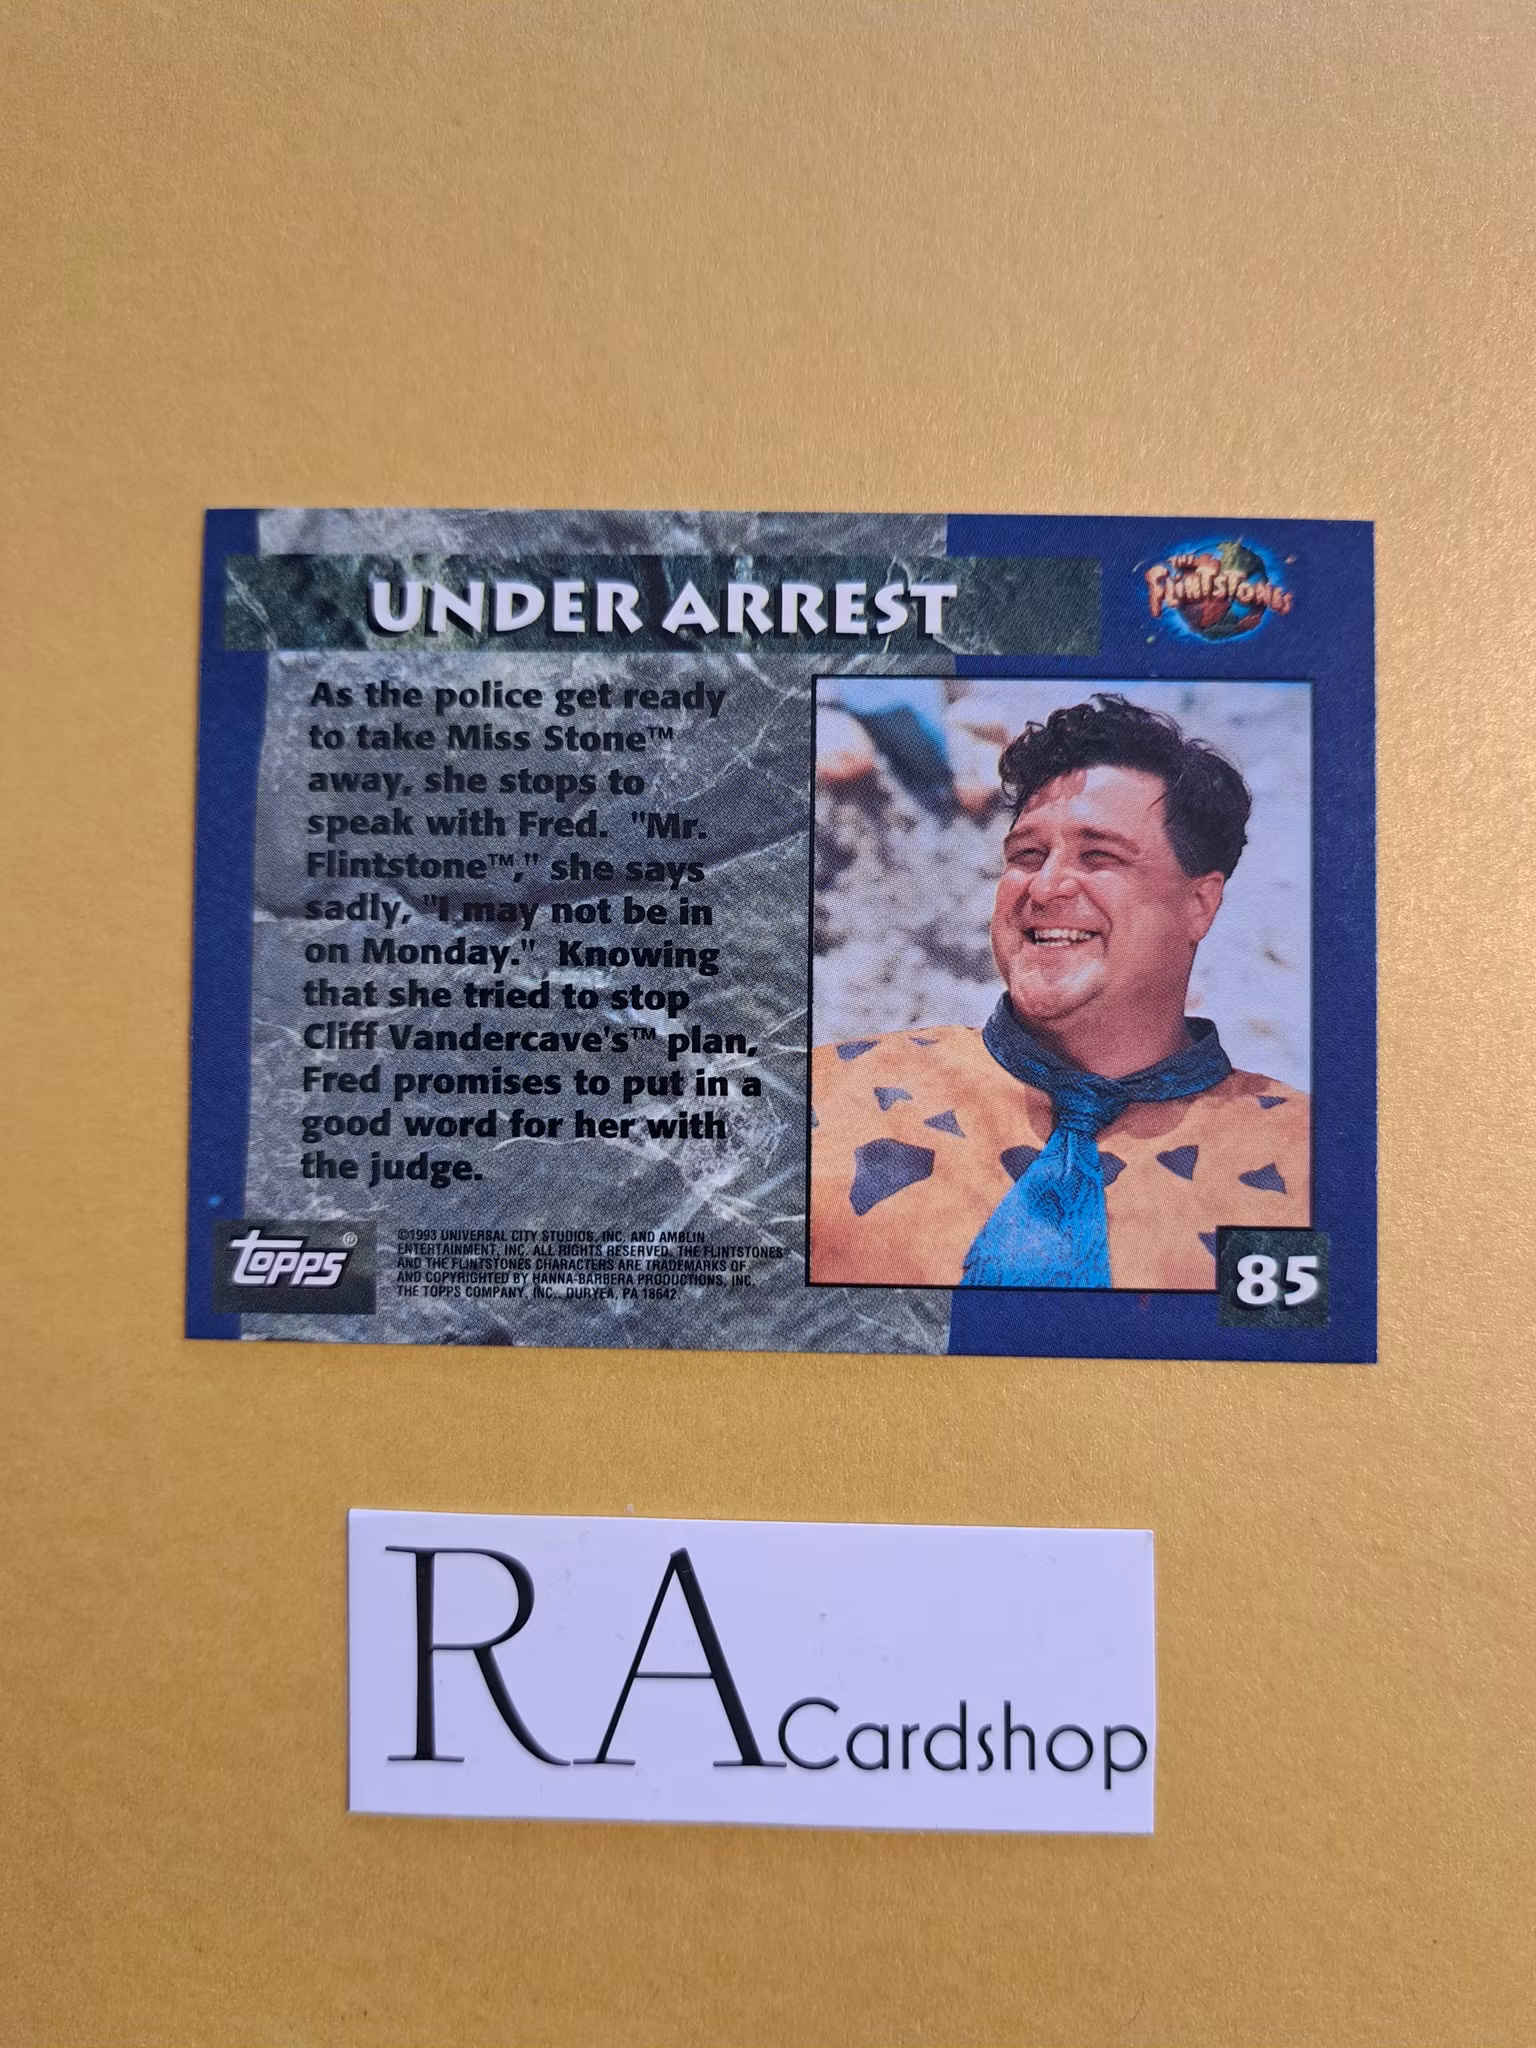 UNDER ARREST
THE
FLINTSTONES
As the police get ready
to take Miss Stone™
away, she stops to
speak with Fred. "Mr.
Flintstone™," she says
sadly, "I may not be in
on Monday." Knowing
that she tried to stop
Cliff Vandercave's™ plan,
Fred promises to put in a
good word for her with
the judge.
TOPPS®
©1993 UNIVERSAL CITY STUDIOS, INC. AND AMBLIN
ENTERTAINMENT, INC. ALL RIGHTS RESERVED. THE FLINTSTONES®
AND THE FLINTSTONES CHARACTERS ARE TRADEMARKS OF
AND COPYRIGHTED BY HANNA-BARBERA PRODUCTIONS, INC.
THE TOPPS COMPANY, INC., DURYEA, PA 18642
85
RA Cardshop